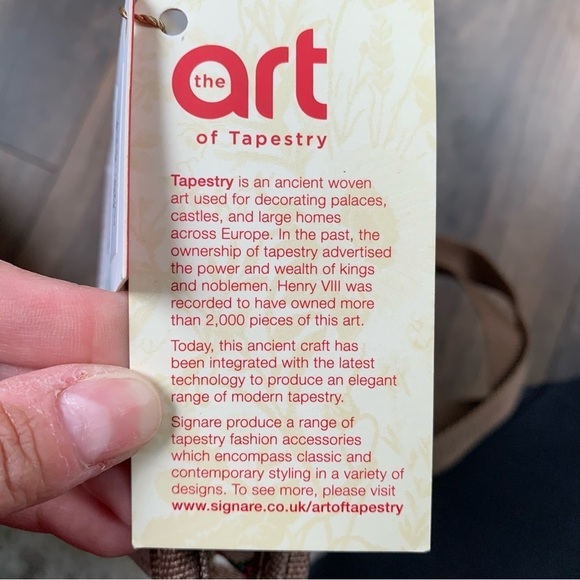 the art
of Tapestry
Tapestry is an ancient woven
art used for decorating palaces,
castles, and large homes
across Europe. In the past, the
ownership of tapestry advertised
the power and wealth of kings
and noblemen. Henry VIII was
recorded to have owned more
than 2,000 pieces of this art.
Today, this ancient craft has
been integrated with the latest
technology to produce an elegant
range of modern tapestry.
Signare produce a range of
tapestry fashion accessories
which encompass classic and
contemporary styling in a variety of
designs. To see more, please visit
www.signare.co.uk/artoftapestry